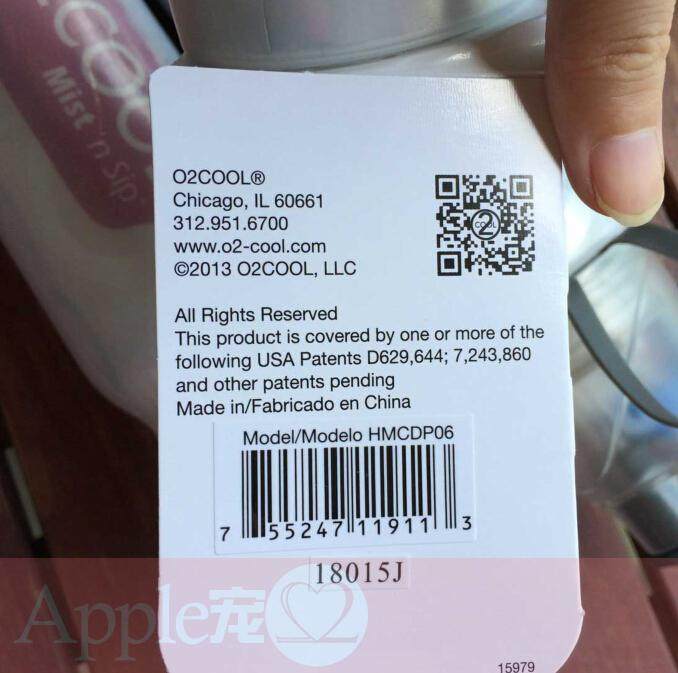 COOL
Mist 'n Sip
O2COOL®
Chicago, IL 60661
312.951.6700
www.o2-cool.com
©2013 O2COOL, LLC
2
COOL
All Rights Reserved
This product is covered by one or more of the
following USA Patents D629,644; 7,243,860
and other patents pending
Made in/Fabricado en China
Model/Modelo HMCDP06
7 55247 11911 3
18015J
Apple宠
15979